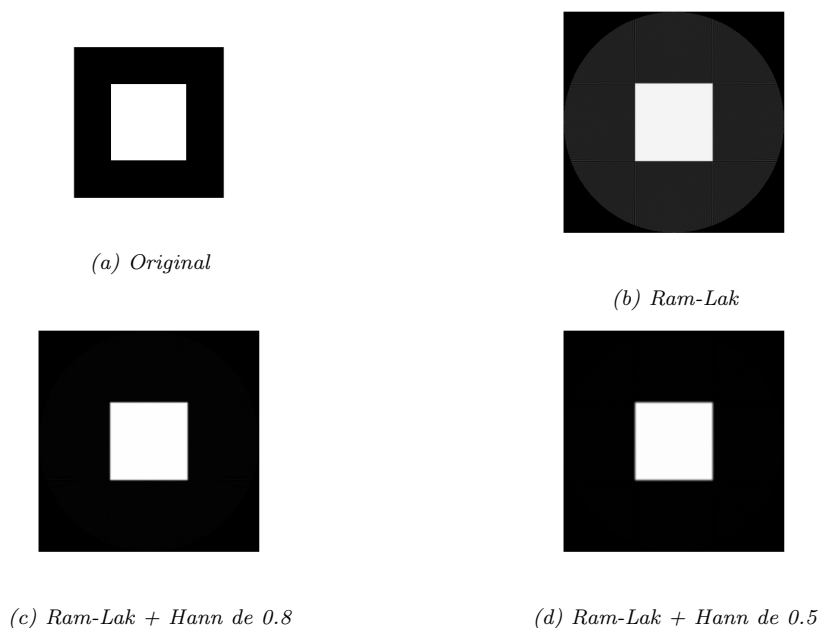 (a) Original
(b) Ram-Lak
(c) Ram-Lak + Hann de 0.8
(d) Ram-Lak + Hann de 0.5